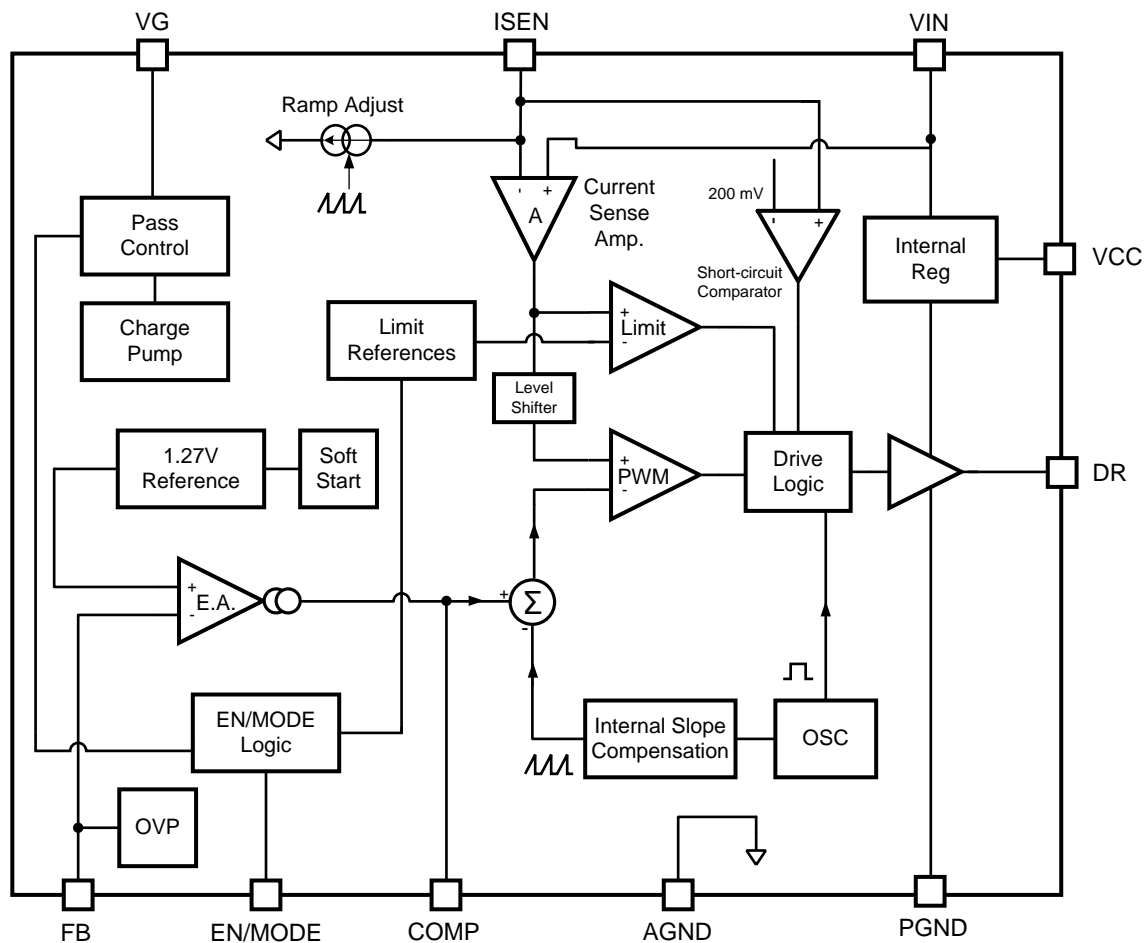 VG
ISEN
VIN
Ramp Adjust
- +
A
Current
Sense
Amp.
200 mV
- +
Pass
Control
Internal
Reg
VCC
Short-circuit
Comparator
Charge
Pump
Limit
References
+
Limit
-
Level
Shifter
1.27V
Reference
Soft
Start
+
PWM
-
Drive
Logic
DR
+
E.A.
-
+
Σ
-
EN/MODE
Logic
Internal Slope
Compensation
OSC
OVP
FB
EN/MODE
COMP
AGND
PGND